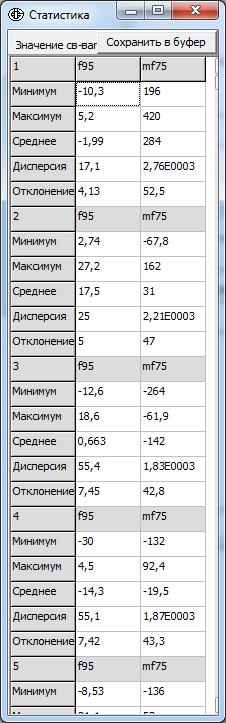 Статистика
Значение св-ваг Сохранить в буфер
1 f95 mf75
Минимум -10,3 196
Максимум 5,2 420
Среднее -1,99 284
Дисперсия 17,1 2,76E0003
Отклонение 4,13 52,5
2 f95 mf75
Минимум 2,74 -67,8
Максимум 27,2 162
Среднее 17,5 31
Дисперсия 25 2,21E0003
Отклонение 5 47
3 f95 mf75
Минимум -12,6 -264
Максимум 18,6 -61,9
Среднее 0,663 -142
Дисперсия 55,4 1,83E0003
Отклонение 7,45 42,8
4 f95 mf75
Минимум -30 -132
Максимум 4,5 92,4
Среднее -14,3 -19,5
Дисперсия 55,1 1,87E0003
Отклонение 7,42 43,3
5 f95 mf75
Минимум -8,53 -136